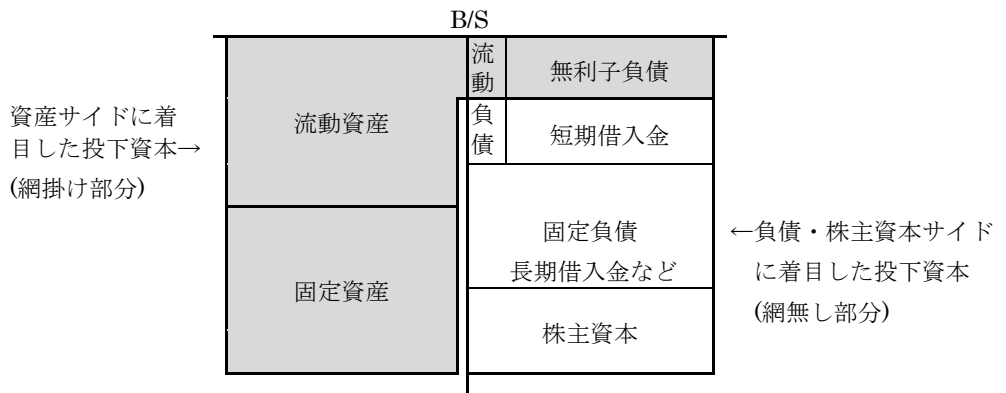 B/S
資産サイドに着
目した投下資本→
(網掛け部分)
流動資産
固定資産
流動
負債
無利子負債
短期借入金
固定負債
長期借入金など
株主資本
←負債・株主資本サイド
に着目した投下資本
(網無し部分)